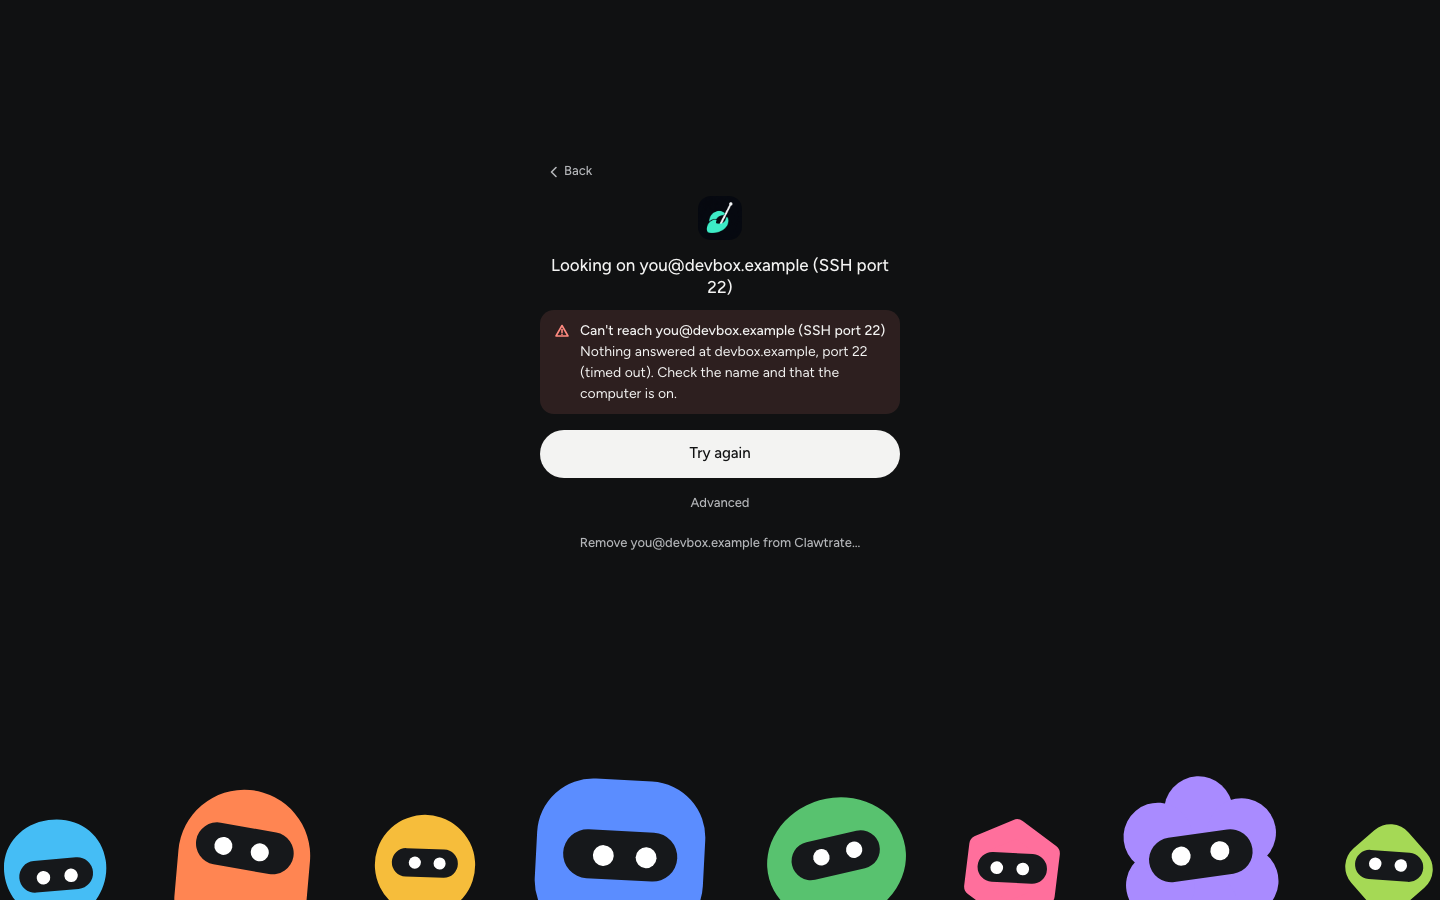 Back
Looking on you@devbox.example (SSH port
22)
Can't reach you@devbox.example (SSH port 22)
Nothing answered at devbox.example, port 22
(timed out). Check the name and that the
computer is on.
Try again
Advanced
Remove you@devbox.example from Clawtrate...